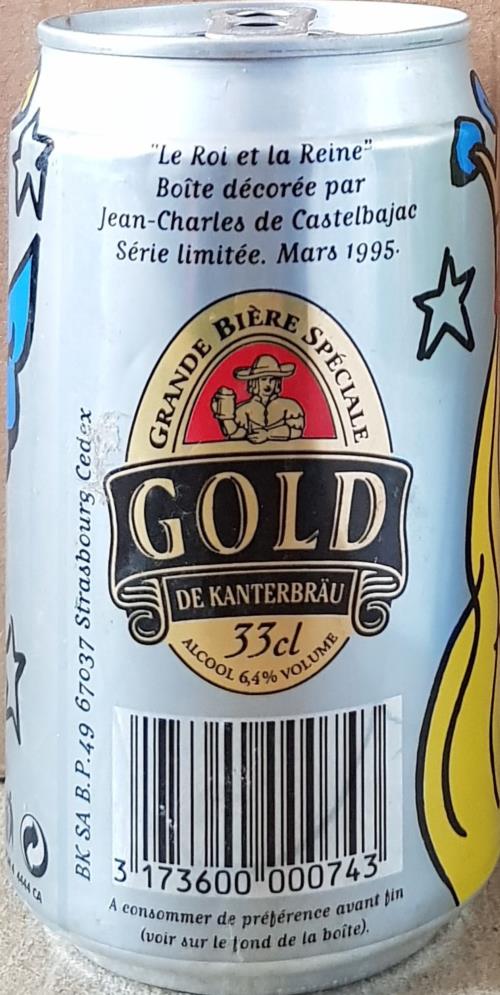 "Le Roi et la Reine"
Boîte décorée par
Jean-Charles de Castelbajac
Série limitée. Mars 1995.
GRANDE BIÈRE SPÉCIALE
GOLD
DE KANTERBRÄU
33cl
ALCOOL 6,4% VOLUME
BK SA B.P.49 67037 Strasbourg Cedex
3 173600 000743
A consommer de préférence avant fin
(voir sur le fond de la boîte).